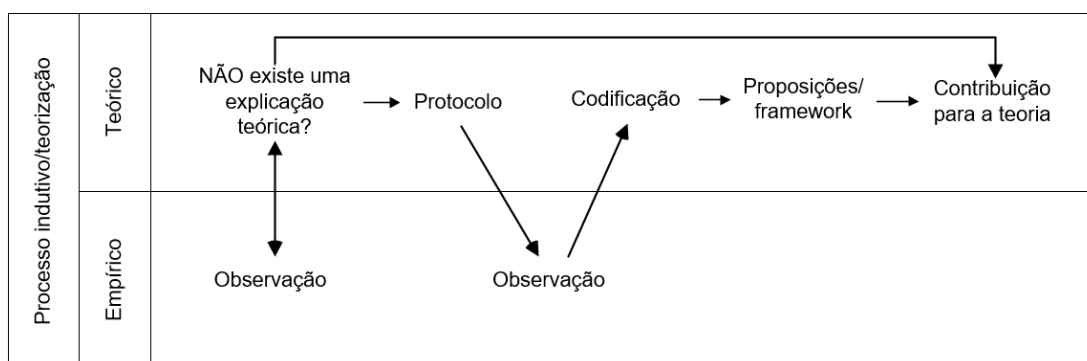 Processo indutivo/teorização
Teórico
NÃO existe uma
explicação
teórica?
Protocolo
Codificação
Proposições/
framework
Contribuição
para a teoria
Empírico
Observação
Observação